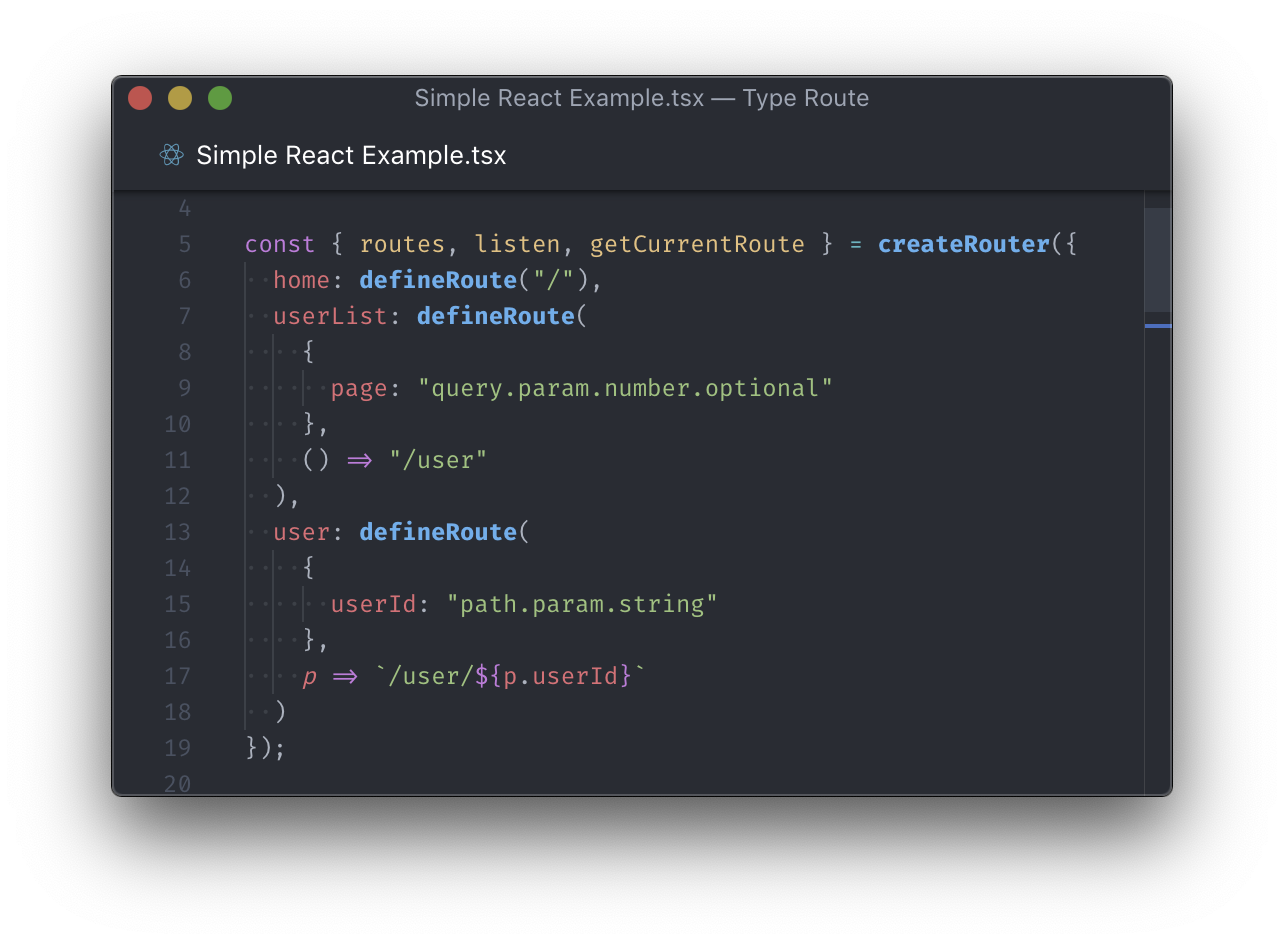 Simple React Example.tsx — Type Route
Simple React Example.tsx
4
5 const { routes, listen, getCurrentRoute } = createRouter({
6 home: defineRoute("/"),
7 userList: defineRoute(
8 {
9 page: "query.param.number.optional"
10 },
11 () => "/user"
12 ),
13 user: defineRoute(
14 {
15 userId: "path.param.string"
16 },
17 p => `/user/${p.userId}`
18 )
19 });
20